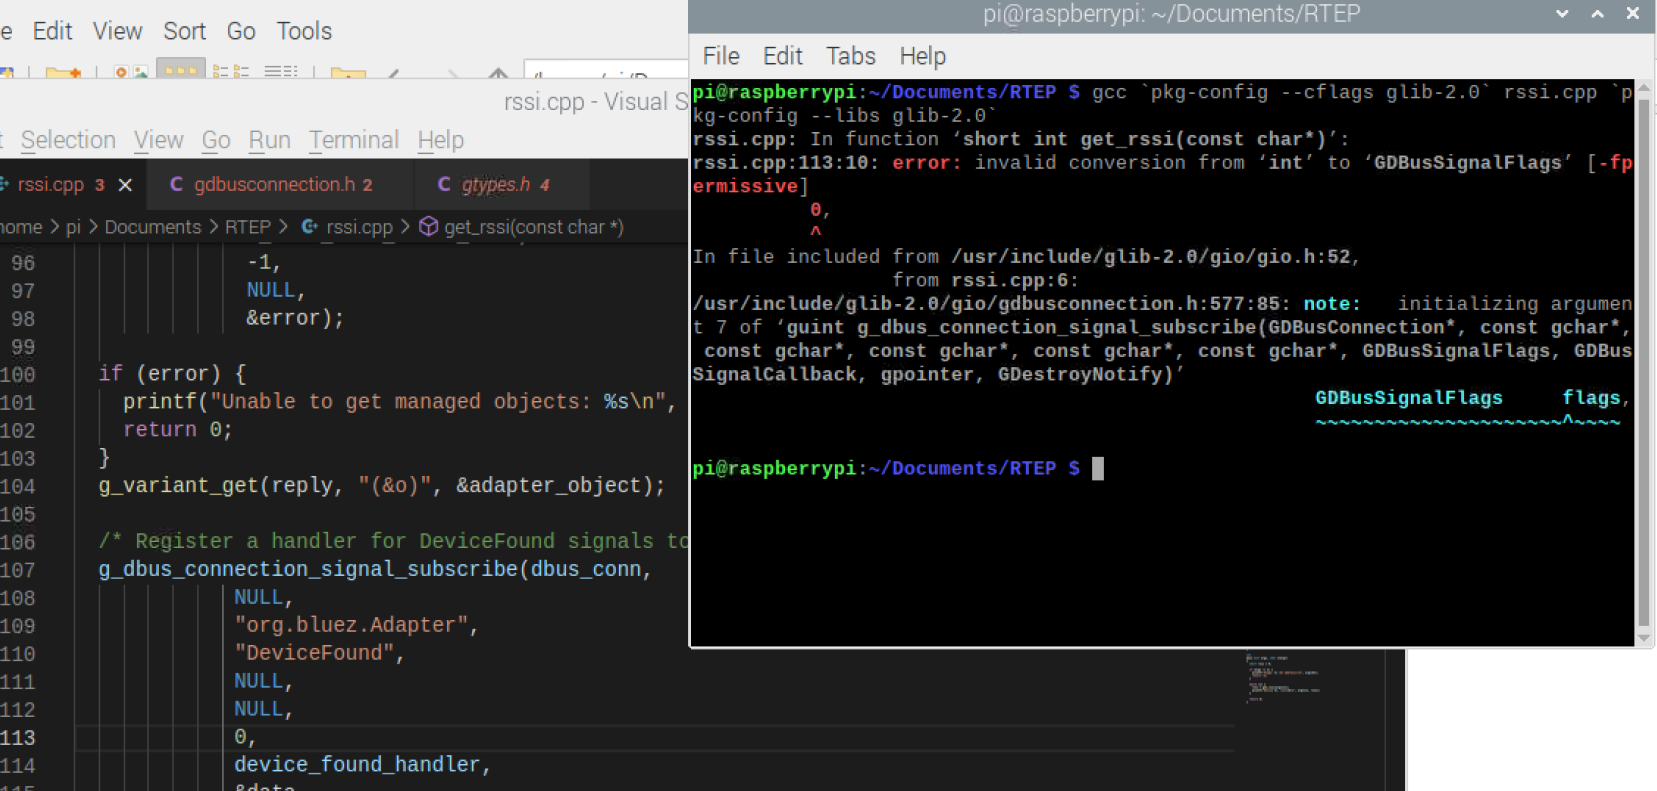 Edit View Sort Go Tools
rssi.cpp - Visual S
Selection View Go Run Terminal Help
rssi.cpp 3 gdbusconnection.h 2 gtypes.h 4
home > pi > Documents > RTEP > rssi.cpp > get_rssi(const char *)
96 -1,
97 NULL,
98 &error);
99
100 if (error) {
101 printf("Unable to get managed objects: %s\n",
102 return 0;
103 }
104 g_variant_get(reply, "(&o)", &adapter_object);
105
106 /* Register a handler for DeviceFound signals to
107 g_dbus_connection_signal_subscribe(dbus_conn,
108 NULL,
109 "org.bluez.Adapter",
110 "DeviceFound",
111 NULL,
112 NULL,
113 0,
114 device_found_handler,
115 &data
pi@raspberrypi: ~/Documents/RTEP
File Edit Tabs Help
pi@raspberrypi:~/Documents/RTEP $ gcc `pkg-config --cflags glib-2.0` rssi.cpp `p
kg-config --libs glib-2.0`
rssi.cpp: In function ‘short int get_rssi(const char*)’:
rssi.cpp:113:10: error: invalid conversion from ‘int’ to ‘GDBusSignalFlags’ [-fp
ermissive]
0,
^
In file included from /usr/include/glib-2.0/gio/gio.h:52,
from rssi.cpp:6:
/usr/include/glib-2.0/gio/gdbusconnection.h:577:85: note: initializing argumen
t 7 of ‘guint g_dbus_connection_signal_subscribe(GDBusConnection*, const gchar*,
const gchar*, const gchar*, const gchar*, const gchar*, GDBusSignalFlags, GDBus
SignalCallback, gpointer, GDestroyNotify)’
GDBusSignalFlags flags,
~~~~~~~~~~~~~~~~~~~~~^~~~~
pi@raspberrypi:~/Documents/RTEP $